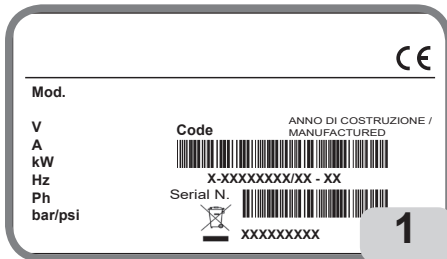 CE
Mod.
V
A
kW
Hz
Ph
bar/psi
Code
ANNO DI COSTRUZIONE /
MANUFACTURED
X-XXXXXXXX/XX - XX
Serial N.
XXXXXXXXX
1